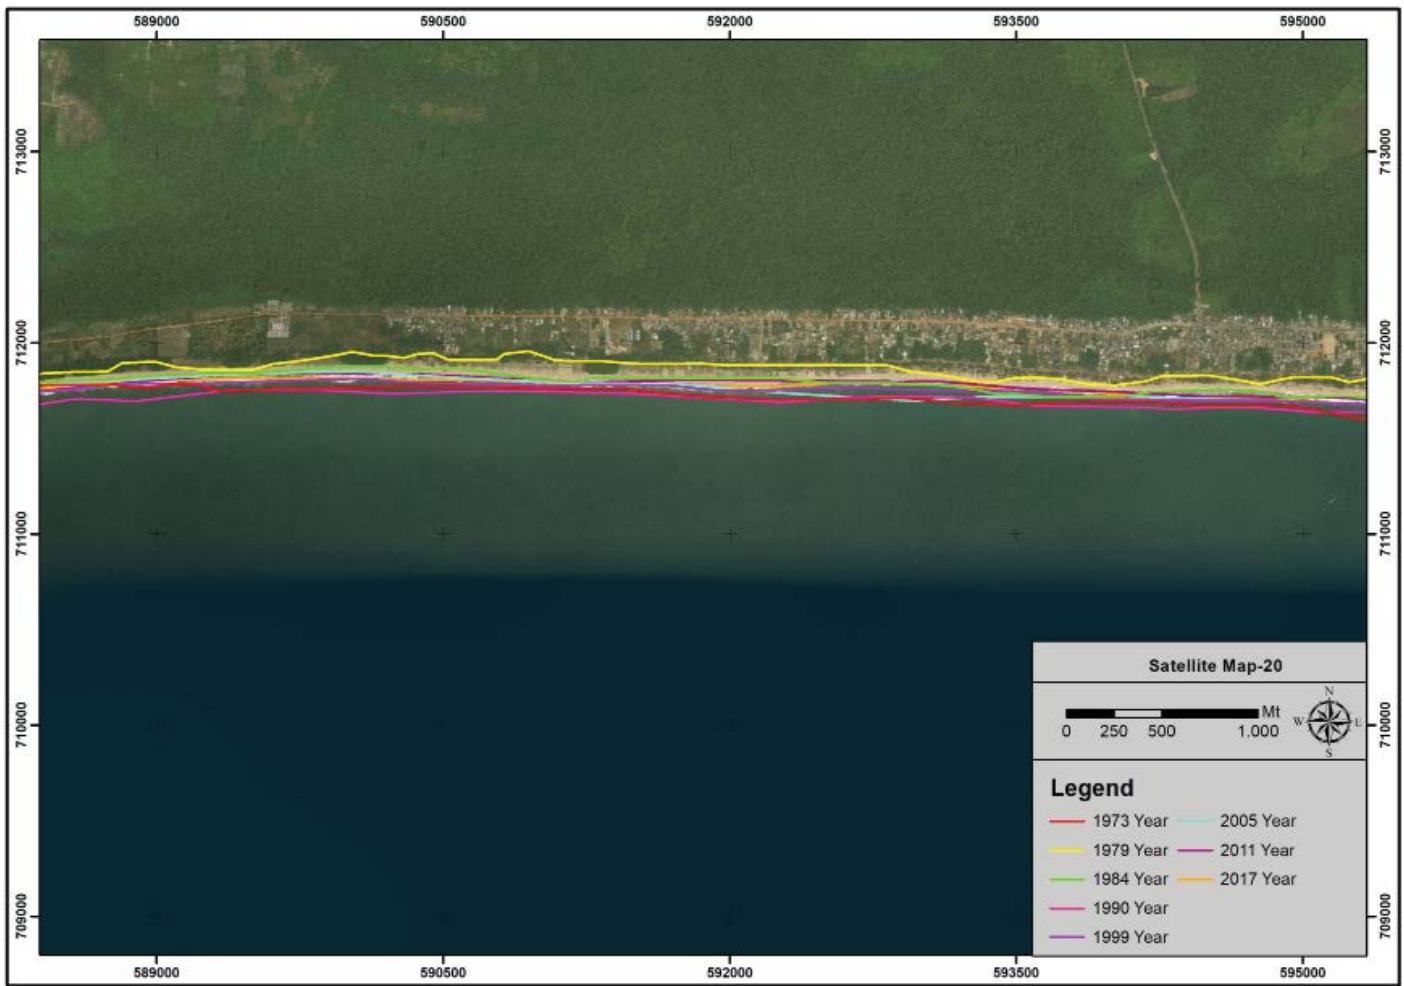 589000 590500 592000 593500 595000
713000 713000
712000 712000
711000 711000
710000 710000
709000 709000
Satellite Map-20
Mt
0 250 500 1.000
N
W E
S
Legend
1973 Year 2005 Year
1979 Year 2011 Year
1984 Year 2017 Year
1990 Year
1999 Year
589000 590500 592000 593500 595000